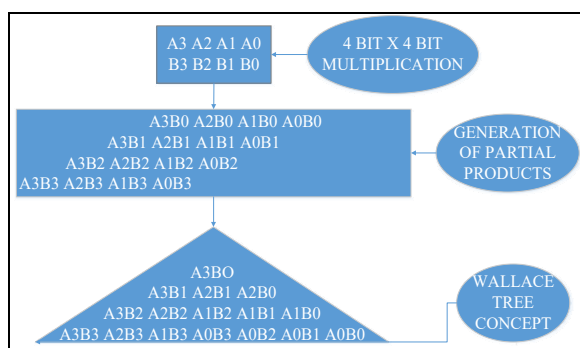 A3 A2 A1 A0
B3 B2 B1 B0
4 BIT X 4 BIT
MULTIPLICATION
A3B0 A2B0 A1B0 A0B0
A3B1 A2B1 A1B1 A0B1
A3B2 A2B2 A1B2 A0B2
A3B3 A2B3 A1B3 A0B3
GENERATION
OF PARTIAL
PRODUCTS
A3BO
A3B1 A2B1 A2B0
A3B2 A2B2 A1B2 A1B1 A1B0
A3B3 A2B3 A1B3 A0B3 A0B2 A0B1 A0B0
WALLACE
TREE
CONCEPT